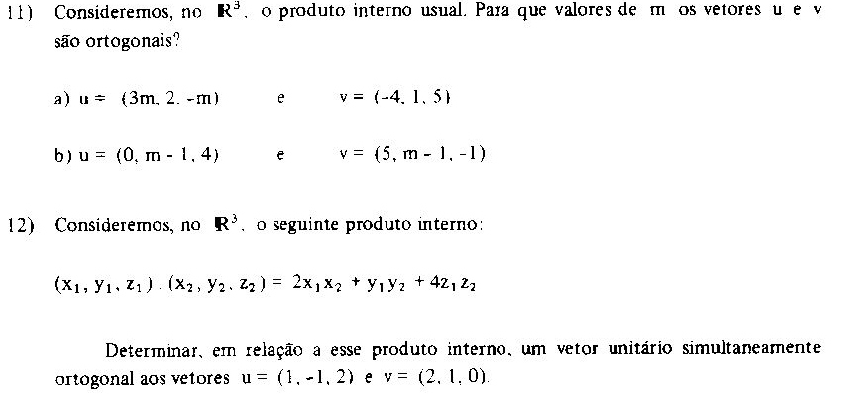 11) Consideremos, no R³, o produto interno usual. Para que valores de m os vetores u e v
são ortogonais?
a) u = (3m, 2, -m) e v = (-4, 1, 5)
b) u = (0, m - 1, 4) e v = (5, m - 1, -1)
12) Consideremos, no R³, o seguinte produto interno:
(x₁, y₁, z₁) . (x₂, y₂, z₂) = 2x₁x₂ + y₁y₂ + 4z₁z₂
Determinar, em relação a esse produto interno, um vetor unitário simultaneamente
ortogonal aos vetores u = (1, -1, 2) e v = (2, 1, 0).